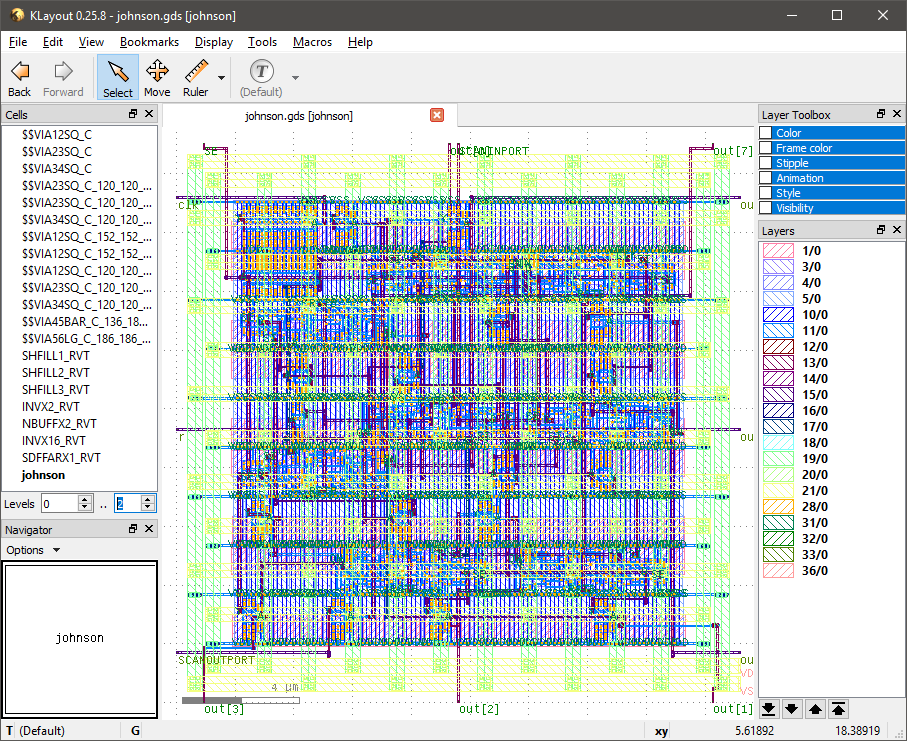 KLayout 0.25.8 - johnson.gds [johnson]
File Edit View Bookmarks Display Tools Macros Help
Back Forward Select Move Ruler T (Default)
Cells
$$VIA12SQ_C
$$VIA23SQ_C
$$VIA34SQ_C
$$VIA23SQ_C_120_120_...
$$VIA23SQ_C_120_120_...
$$VIA34SQ_C_120_120_...
$$VIA12SQ_C_152_152_...
$$VIA12SQ_C_152_152_...
$$VIA12SQ_C_120_120_...
$$VIA23SQ_C_120_120_...
$$VIA34SQ_C_120_120_...
$$VIA45BAR_C_136_18...
$$VIA56LG_C_186_186_...
SHFILL1_RVT
SHFILL2_RVT
SHFILL3_RVT
INVX2_RVT
NBUFFX2_RVT
INVX16_RVT
SDFFARX1_RVT
johnson
Levels 0 .. 2
Navigator
Options
johnson
johnson.gds [johnson]
SE
out[7]
clk
ou
r
ou
SCANOUTPORT
ou
VD
VS
4 μm
out[3] out[2] out[1]
Layer Toolbox
Color
Frame color
Stipple
Animation
Style
Visibility
Layers
1/0
3/0
4/0
5/0
10/0
11/0
12/0
13/0
14/0
15/0
16/0
17/0
18/0
19/0
20/0
21/0
28/0
31/0
32/0
33/0
36/0
T (Default) G xy 5.61892 18.38919